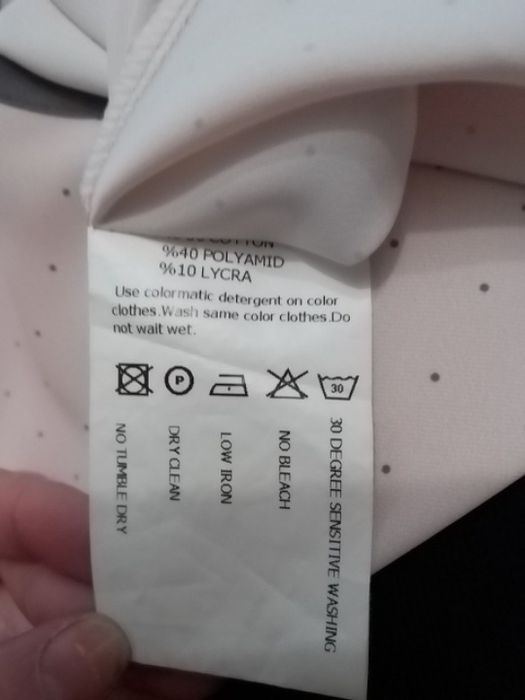 COTTON
%40 POLYAMID
%10 LYCRA
Use colormatic detergent on color
clothes.Wash same color clothes.Do
not wait wet.
P
30
NO TUMBLE DRY
DRY CLEAN
LOW IRON
NO BLEACH
30 DEGREE SENSITIVE WASHING